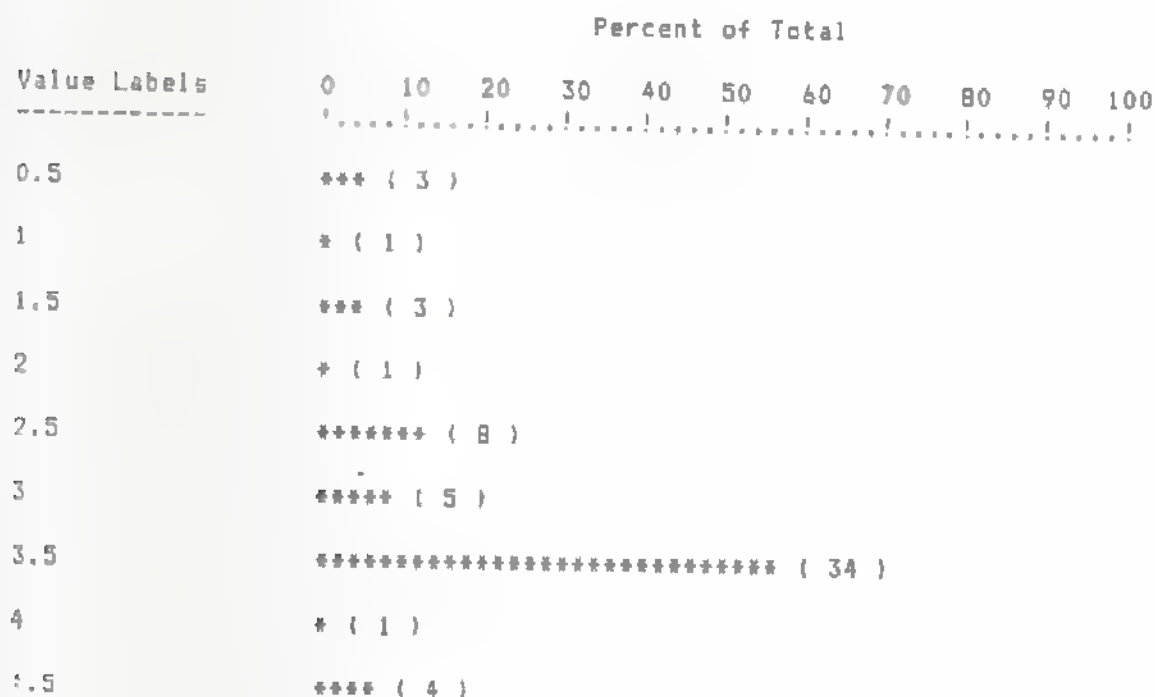 Percent of Total
Value Labels 0 10 20 30 40 50 60 70 80 90 100
------------- !....!....!....!....!....!....!....!....!....!....!....!
0.5 *** ( 3 )
1 * ( 1 )
1.5 *** ( 3 )
2 * ( 1 )
2.5 ******* ( 8 )
3 ***** ( 5 )
3.5 ***************************** ( 34 )
4 * ( 1 )
.5 **** ( 4 )